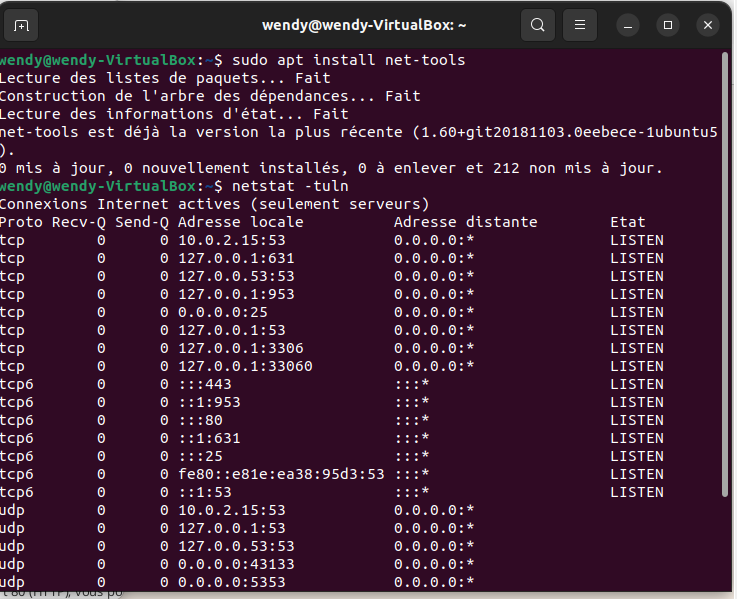 wendy@wendy-VirtualBox: ~
wendy@wendy-VirtualBox:~$ sudo apt install net-tools
Lecture des listes de paquets... Fait
Construction de l'arbre des dépendances... Fait
Lecture des informations d'état... Fait
net-tools est déjà la version la plus récente (1.60+git20181103.0eebece-1ubuntu5
).
0 mis à jour, 0 nouvellement installés, 0 à enlever et 212 non mis à jour.
wendy@wendy-VirtualBox:~$ netstat -tuln
Connexions Internet actives (seulement serveurs)
Proto Recv-Q Send-Q Adresse locale          Adresse distante        Etat
tcp        0      0 10.0.2.15:53            0.0.0.0:*               LISTEN
tcp        0      0 127.0.0.1:631           0.0.0.0:*               LISTEN
tcp        0      0 127.0.0.53:53           0.0.0.0:*               LISTEN
tcp        0      0 127.0.0.1:953           0.0.0.0:*               LISTEN
tcp        0      0 0.0.0.0:25              0.0.0.0:*               LISTEN
tcp        0      0 127.0.0.1:53            0.0.0.0:*               LISTEN
tcp        0      0 127.0.0.1:3306          0.0.0.0:*               LISTEN
tcp        0      0 127.0.0.1:33060         0.0.0.0:*               LISTEN
tcp6       0      0 :::443                  :::*                    LISTEN
tcp6       0      0 ::1:953                 :::*                    LISTEN
tcp6       0      0 :::80                   :::*                    LISTEN
tcp6       0      0 ::1:631                 :::*                    LISTEN
tcp6       0      0 :::25                   :::*                    LISTEN
tcp6       0      0 fe80::e81e:ea38:95d3:53 :::*                    LISTEN
tcp6       0      0 ::1:53                  :::*                    LISTEN
udp        0      0 10.0.2.15:53            0.0.0.0:*
udp        0      0 127.0.0.1:53            0.0.0.0:*
udp        0      0 127.0.0.53:53           0.0.0.0:*
udp        0      0 0.0.0.0:43133           0.0.0.0:*
udp        0      0 0.0.0.0:5353            0.0.0.0:*
80 (HTTP), vous po